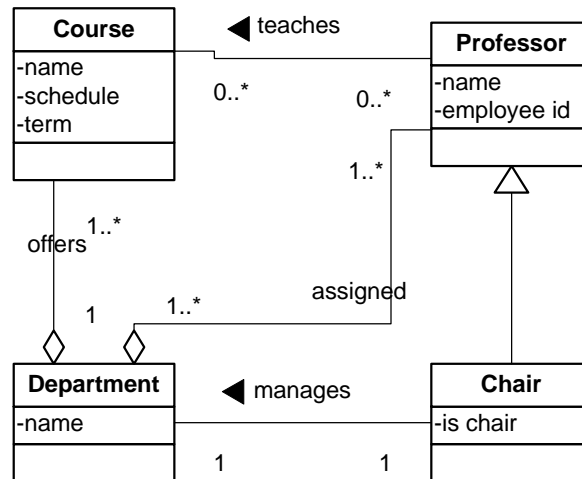 Course
-name
-schedule
-term
teaches
0..*
0..*
Professor
-name
-employee id
1..*
offers
1
1..*
assigned
1..*
Department
-name
manages
1
1
Chair
-is chair